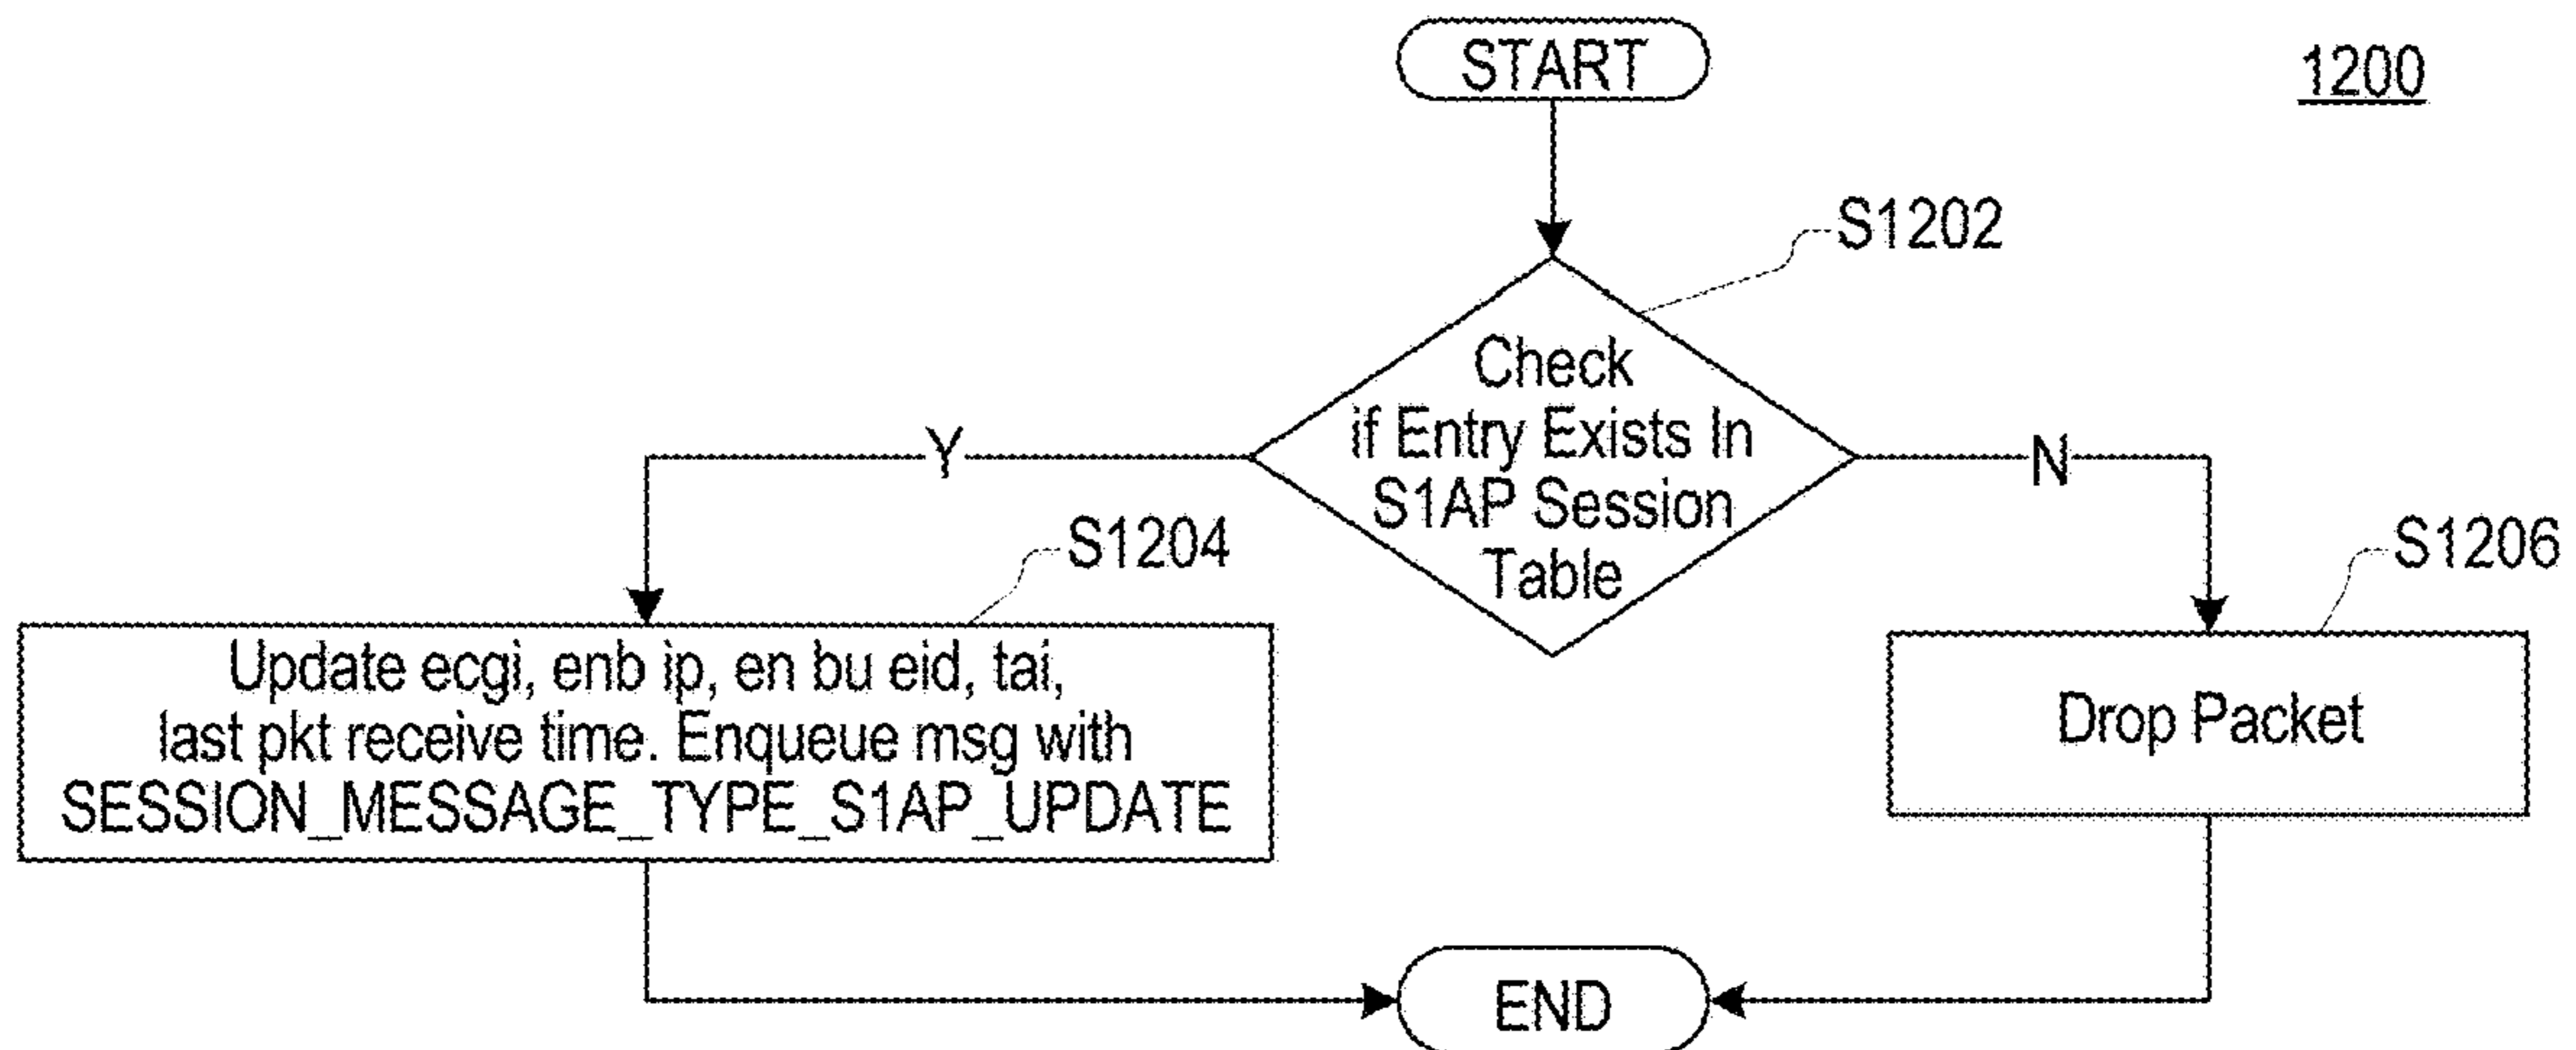 START
1200
S1202
Check
if Entry Exists In
S1AP Session
Table
Y
N
S1204
Update ecgi, enb ip, en bu eid, tai,
last pkt receive time. Enqueue msg with
SESSION_MESSAGE_TYPE_S1AP_UPDATE
S1206
Drop Packet
END